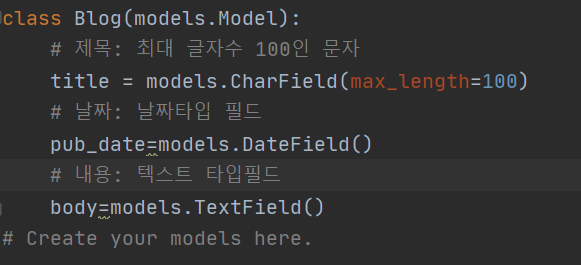 class Blog(models.Model):
# 제목: 최대 글자수 100인 문자
title = models.CharField(max_length=100)
# 날짜: 날짜타입 필드
pub_date=models.DateField()
# 내용: 텍스트 타입필드
body=models.TextField()
# Create your models here.